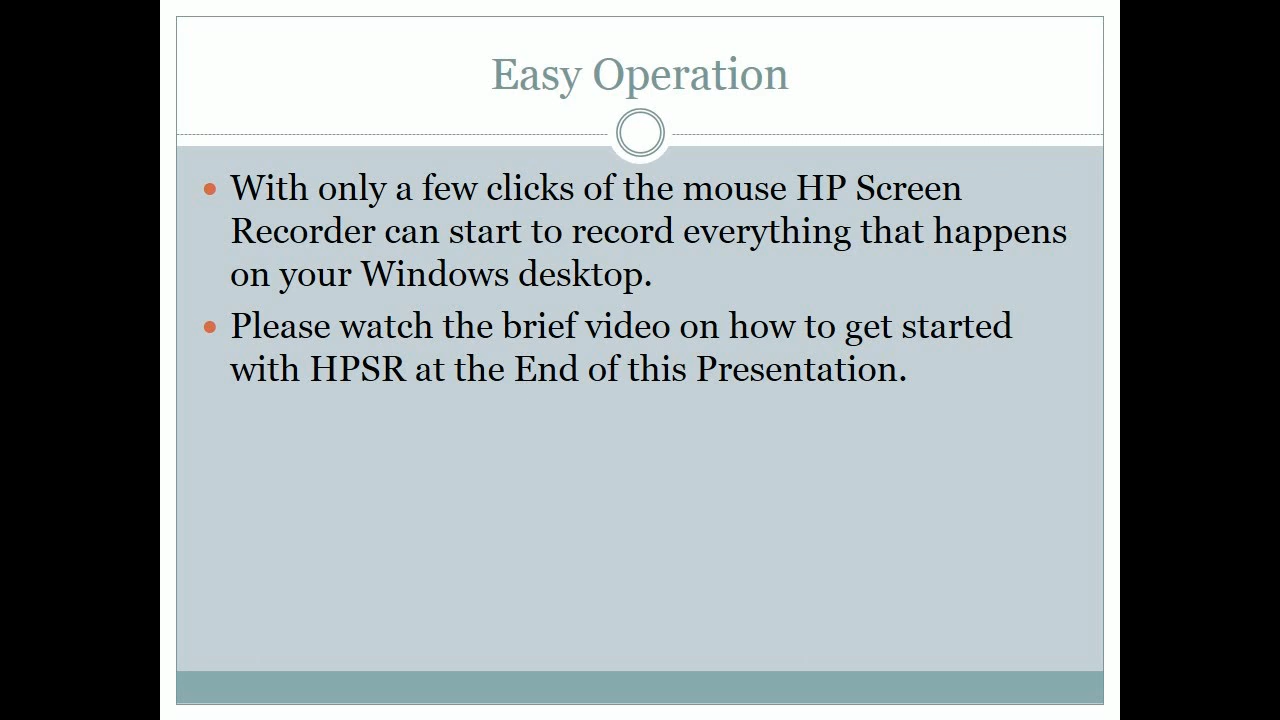 Easy Operation
• With only a few clicks of the mouse HP Screen
Recorder can start to record everything that happens
on your Windows desktop.
• Please watch the brief video on how to get started
with HPSR at the End of this Presentation.